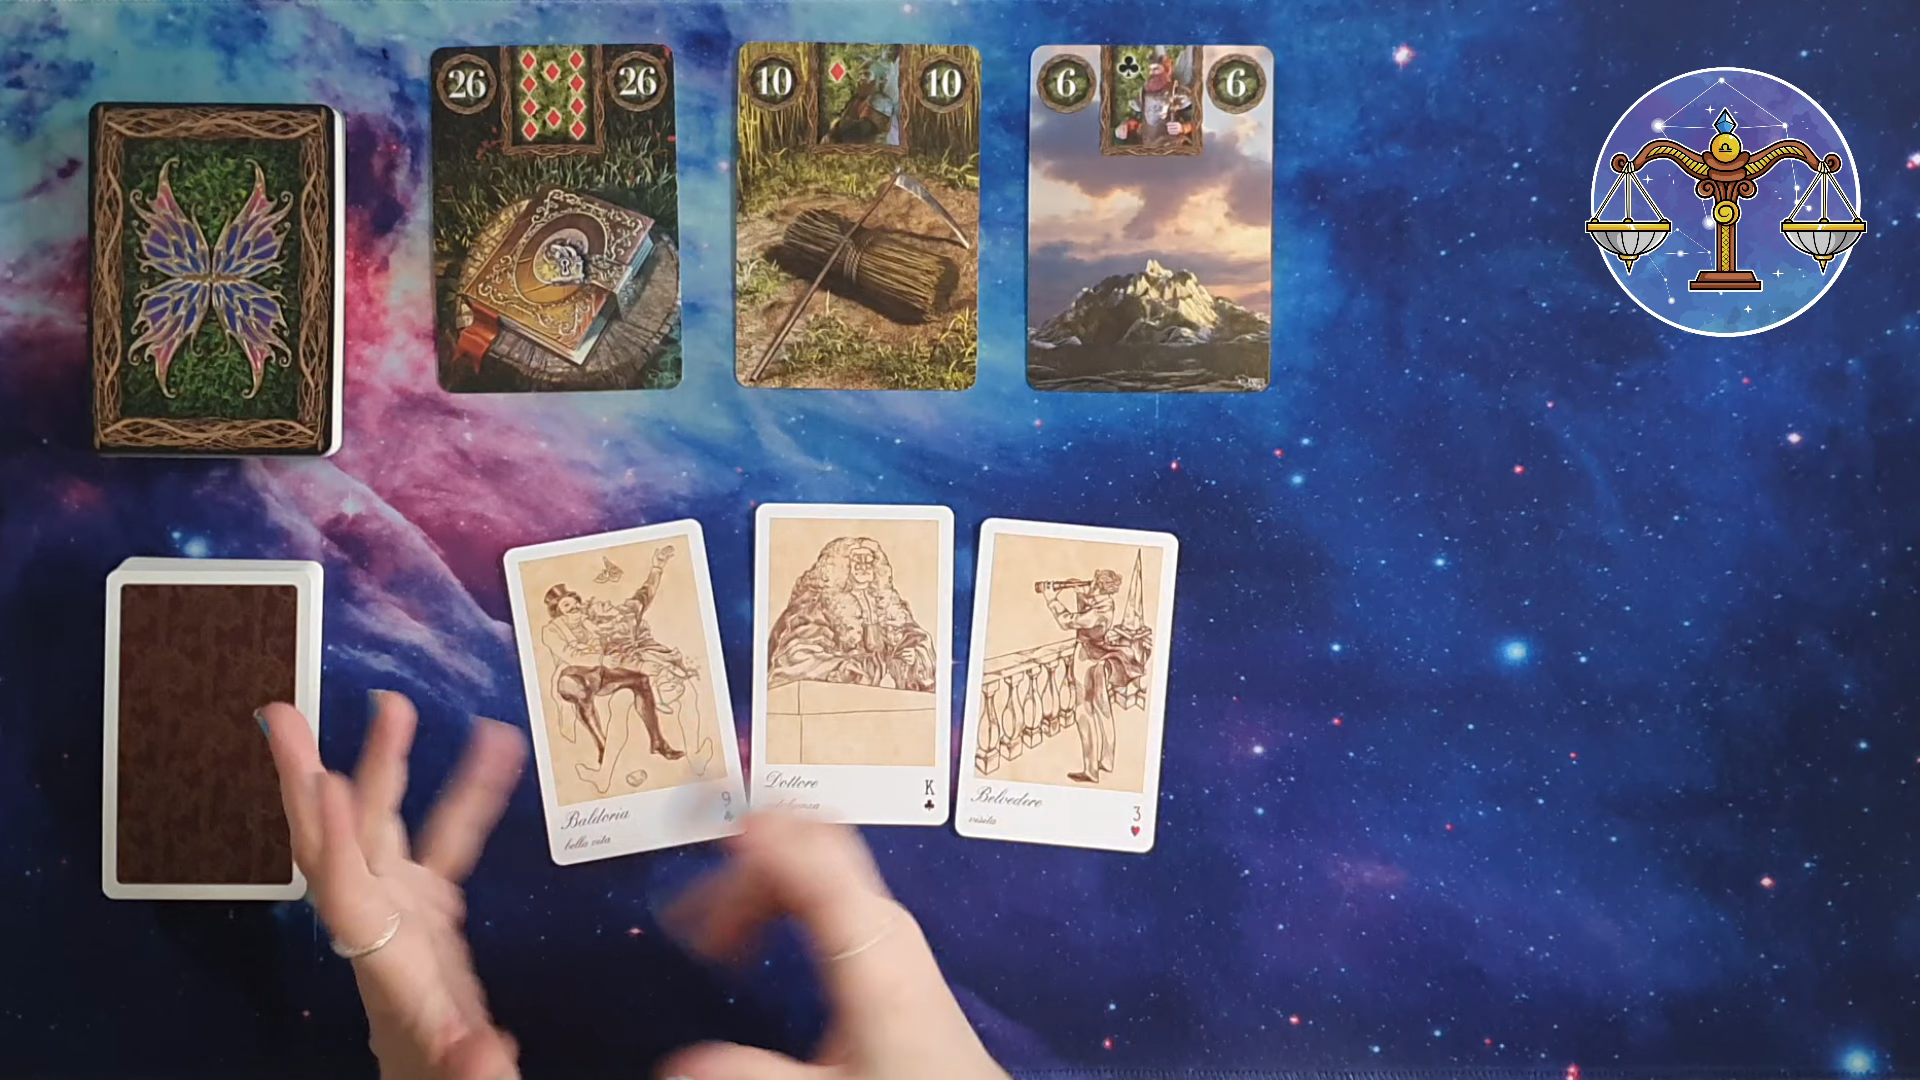 26 26
10 10
6 6
Baldoria
bella vita
9
Dottore
K
Belvedere
visita
3